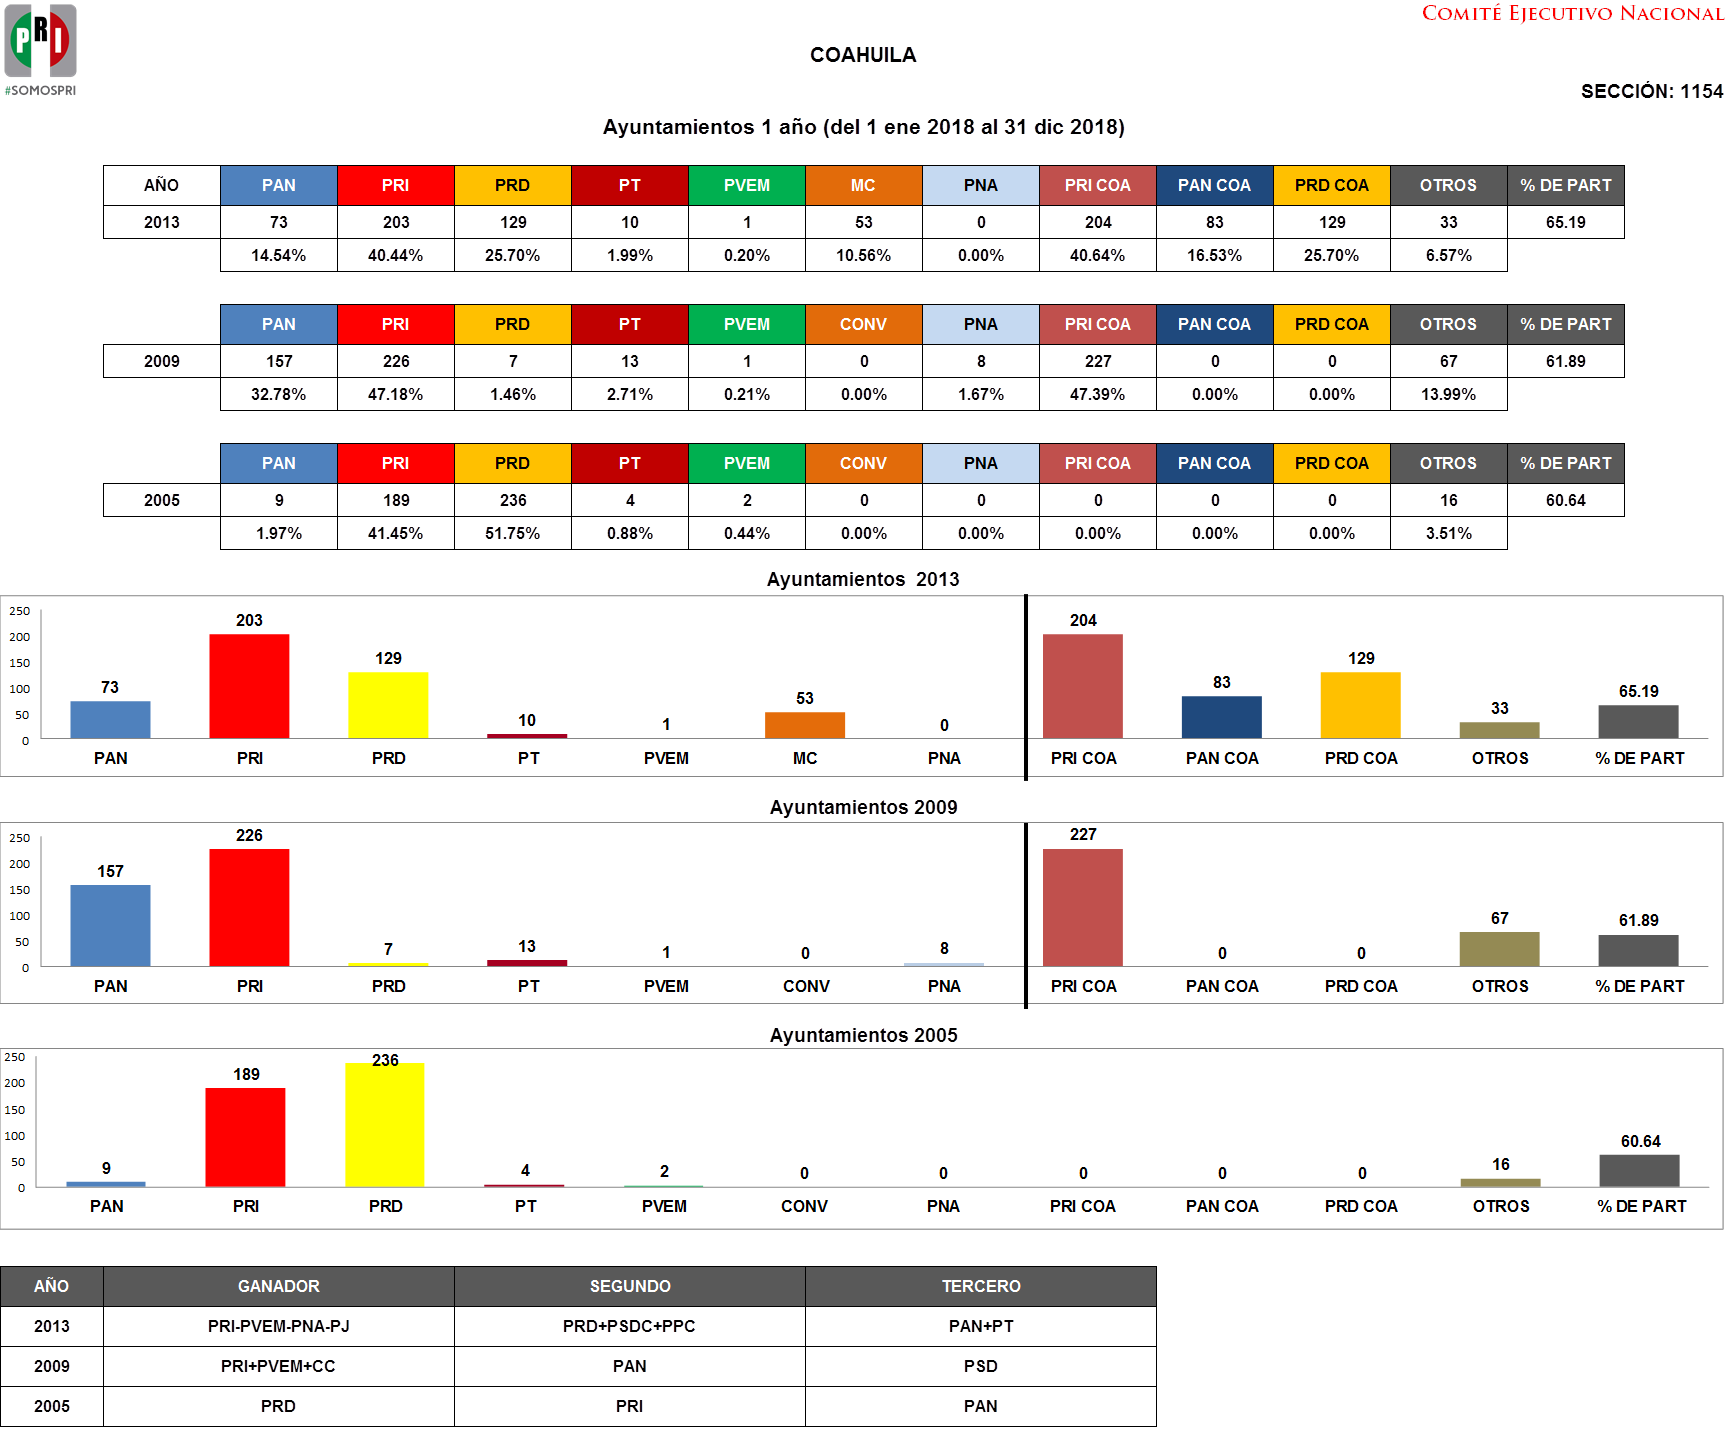 COMITÉ EJECUTIVO NACIONAL
PRI
#SOMOSPRI
COAHUILA
SECCIÓN: 1154
Ayuntamientos 1 año (del 1 ene 2018 al 31 dic 2018)
AÑO PAN PRI PRD PT PVEM MC PNA PRI COA PAN COA PRD COA OTROS % DE PART
2013 73 203 129 10 1 53 0 204 83 129 33 65.19
14.54% 40.44% 25.70% 1.99% 0.20% 10.56% 0.00% 40.64% 16.53% 25.70% 6.57%
PAN PRI PRD PT PVEM CONV PNA PRI COA PAN COA PRD COA OTROS % DE PART
2009 157 226 7 13 1 0 8 227 0 0 67 61.89
32.78% 47.18% 1.46% 2.71% 0.21% 0.00% 1.67% 47.39% 0.00% 0.00% 13.99%
PAN PRI PRD PT PVEM CONV PNA PRI COA PAN COA PRD COA OTROS % DE PART
2005 9 189 236 4 2 0 0 0 0 0 16 60.64
1.97% 41.45% 51.75% 0.88% 0.44% 0.00% 0.00% 0.00% 0.00% 0.00% 3.51%
Ayuntamientos 2013
250
200
150
100
50
0
73 203 129 10 1 53 0 204 83 129 33 65.19
PAN PRI PRD PT PVEM MC PNA PRI COA PAN COA PRD COA OTROS % DE PART
Ayuntamientos 2009
250
200
150
100
50
0
157 226 7 13 1 0 8 227 0 0 67 61.89
PAN PRI PRD PT PVEM CONV PNA PRI COA PAN COA PRD COA OTROS % DE PART
Ayuntamientos 2005
250
200
150
100
50
0
9 189 236 4 2 0 0 0 0 0 16 60.64
PAN PRI PRD PT PVEM CONV PNA PRI COA PAN COA PRD COA OTROS % DE PART
AÑO GANADOR SEGUNDO TERCERO
2013 PRI-PVEM-PNA-PJ PRD+PSDC+PPC PAN+PT
2009 PRI+PVEM+CC PAN PSD
2005 PRD PRI PAN